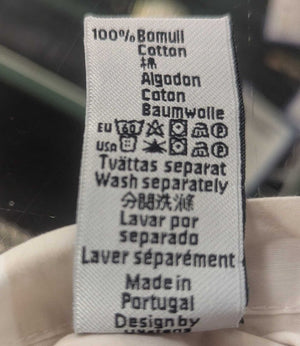 100% Bomull
Cotton
棉
Algodon
Coton
Baumwolle
EU 60
USA
Tvättas separat
Wash separately
分開洗滌
Lavar por
separado
Laver séparément
Made in
Portugal
Design by